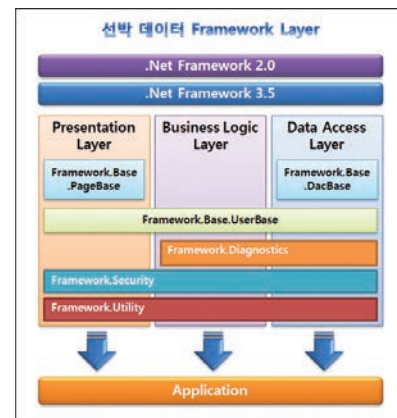 선박 데이터 Framework Layer
.Net Framework 2.0
.Net Framework 3.5
Presentation
Layer
Framework.Base
.PageBase
Business Logic
Layer
Data Access
Layer
Framework.Base
.DacBase
Framework.Base.UserBase
Framework.Diagnostics
Framework.Security
Framework.Utility
Application